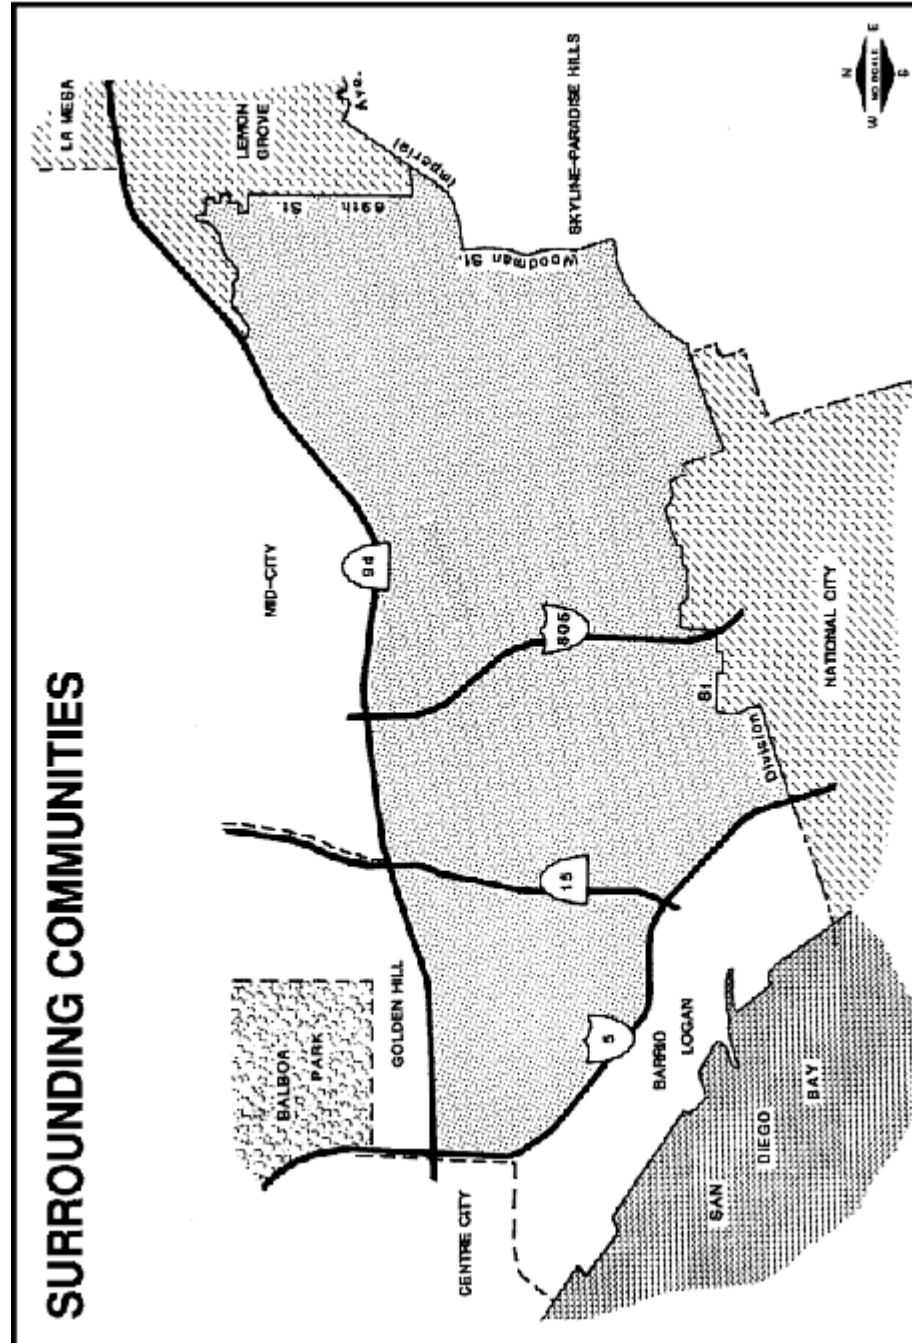 SURROUNDING COMMUNITIES
LA MESA
LEMON
GROVE
MID-CITY
BALBOA
PARK
GOLDEN HILL
CENTRE CITY
94
805
15
5
69th
St.
Imperial
Ave.
Woodman St.
SKYLINE-PARADISE HILLS
BARRIO
LOGAN
Division
St
NATIONAL CITY
SAN
DIEGO
BAY
N
W
NO SCALE
E
S